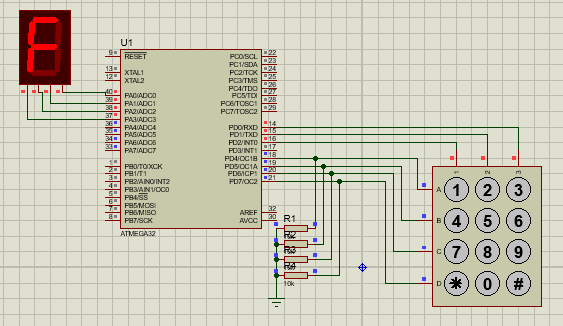 F
U1
9 RESET
13 XTAL1
12 XTAL2
40 PA0/ADC0
39 PA1/ADC1
38 PA2/ADC2
37 PA3/ADC3
36 PA4/ADC4
35 PA5/ADC5
34 PA6/ADC6
33 PA7/ADC7
1 PB0/T0/XCK
2 PB1/T1
3 PB2/AIN0/INT2
4 PB3/AIN1/OC0
5 PB4/SS
6 PB5/MOSI
7 PB6/MISO
8 PB7/SCK
PC0/SCL 22
PC1/SDA 23
PC2/TCK 24
PC3/TMS 25
PC4/TDO 26
PC5/TDI 27
PC6/TOSC1 28
PC7/TOSC2 29
PD0/RXD 14
PD1/TXD 15
PD2/INT0 16
PD3/INT1 17
PD4/OC1B 18
PD5/OC1A 19
PD6/ICP1 20
PD7/OC2 21
AREF 32
AVCC 30
ATMEGA32
R1
R2
R3
R4
10k
1 2 3
A 1 2 3
B 4 5 6
C 7 8 9
D * 0 #